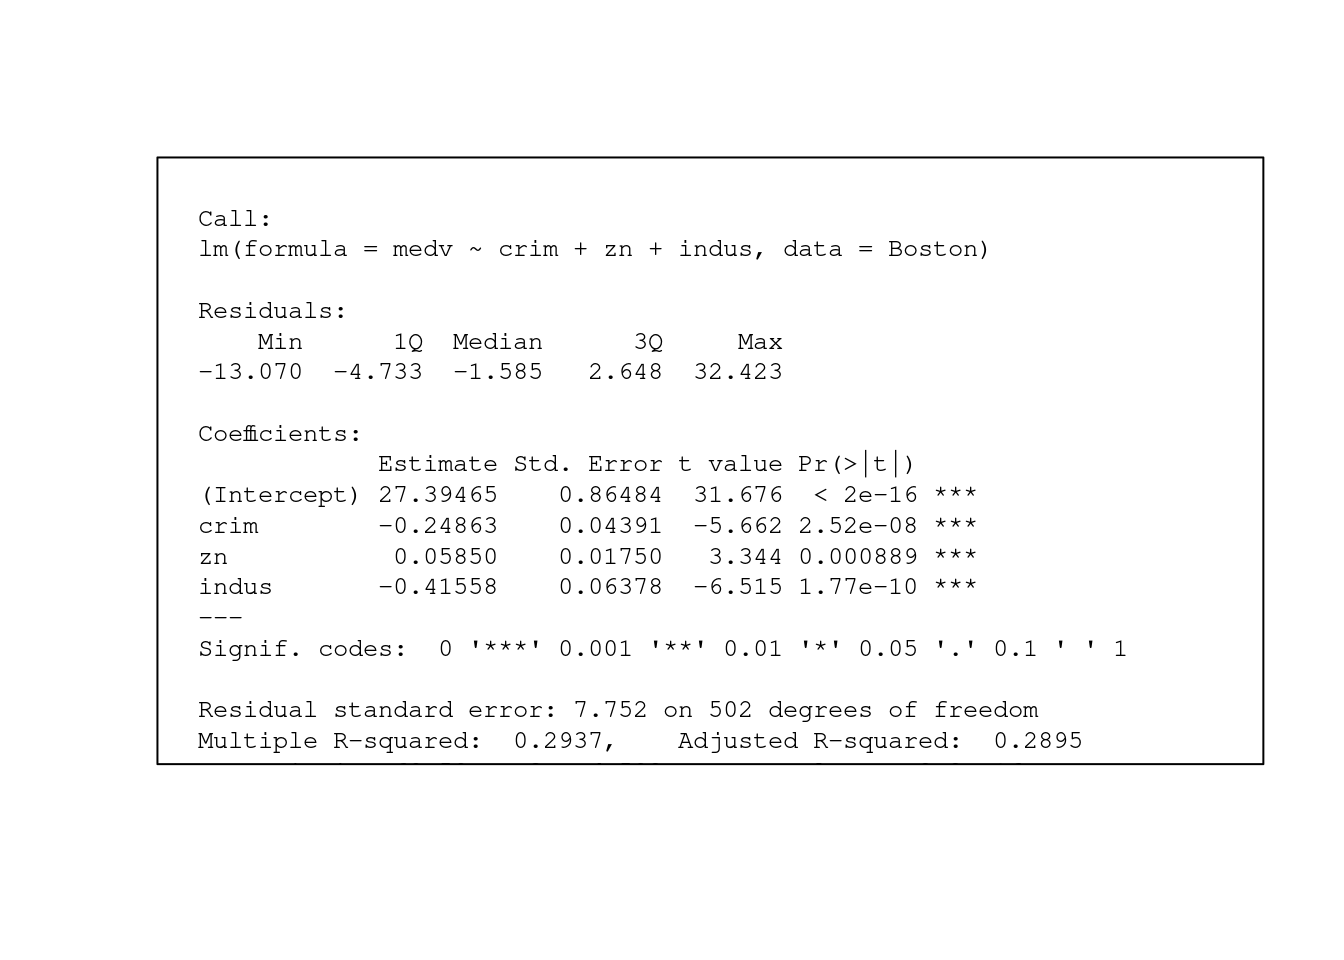 Call:
lm(formula = medv ~ crim + zn + indus, data = Boston)
Residuals:
    Min      1Q  Median      3Q     Max
-13.070  -4.733  -1.585   2.648  32.423
Coefficients:
            Estimate Std. Error t value Pr(>|t|)
(Intercept) 27.39465    0.86484  31.676  < 2e-16 ***
crim        -0.24863    0.04391  -5.662 2.52e-08 ***
zn           0.05850    0.01750   3.344 0.000889 ***
indus       -0.41558    0.06378  -6.515 1.77e-10 ***
---
Signif. codes:  0 '***' 0.001 '**' 0.01 '*' 0.05 '.' 0.1 ' ' 1
Residual standard error: 7.752 on 502 degrees of freedom
Multiple R-squared:  0.2937,    Adjusted R-squared:  0.2895